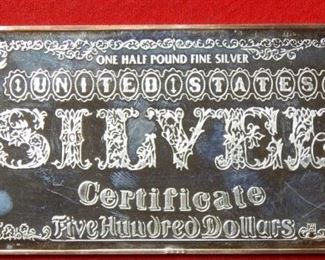 ONE HALF POUND FINE SILVER
UNITED STATES
SILVER
Certificate
Five Hundred Dollars